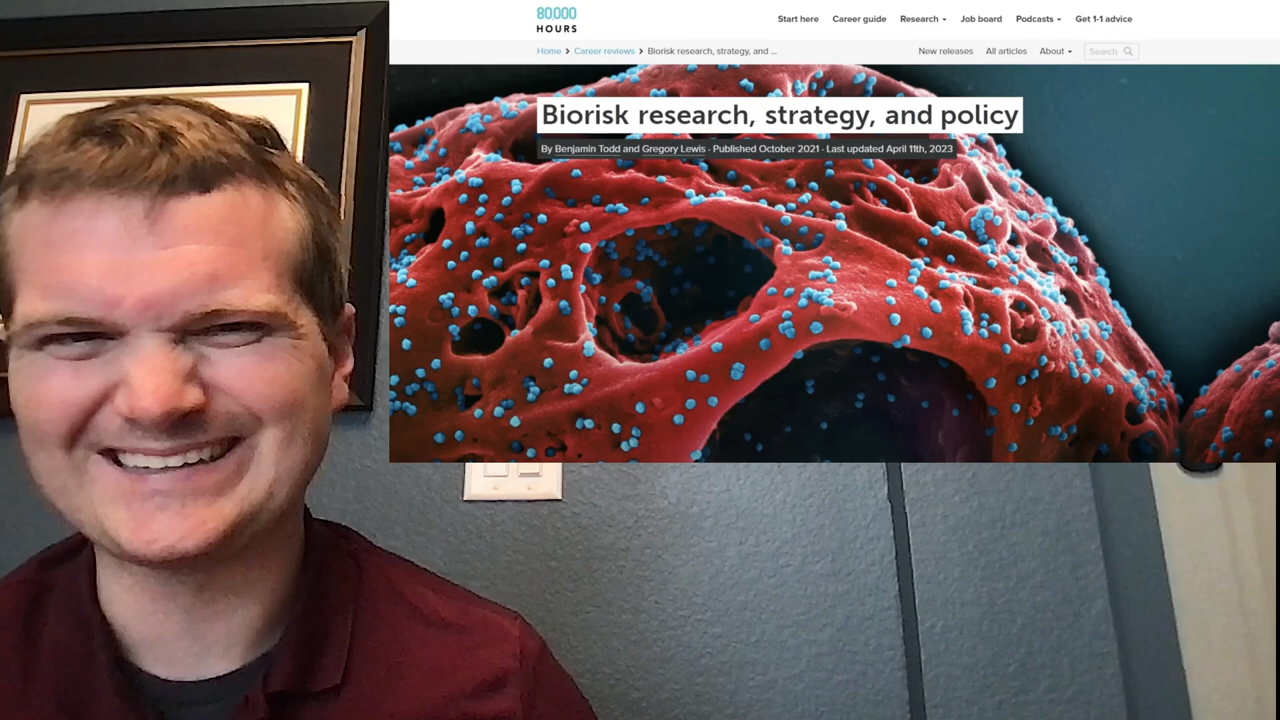 80,000
HOURS
Start here Career guide Research Job board Podcasts Get 1-1 advice
Home Career reviews Biorisk research, strategy, and ...
New releases All articles About Search
Biorisk research, strategy, and policy
By Benjamin Todd and Gregory Lewis · Published October 2021 · Last updated April 11th, 2023